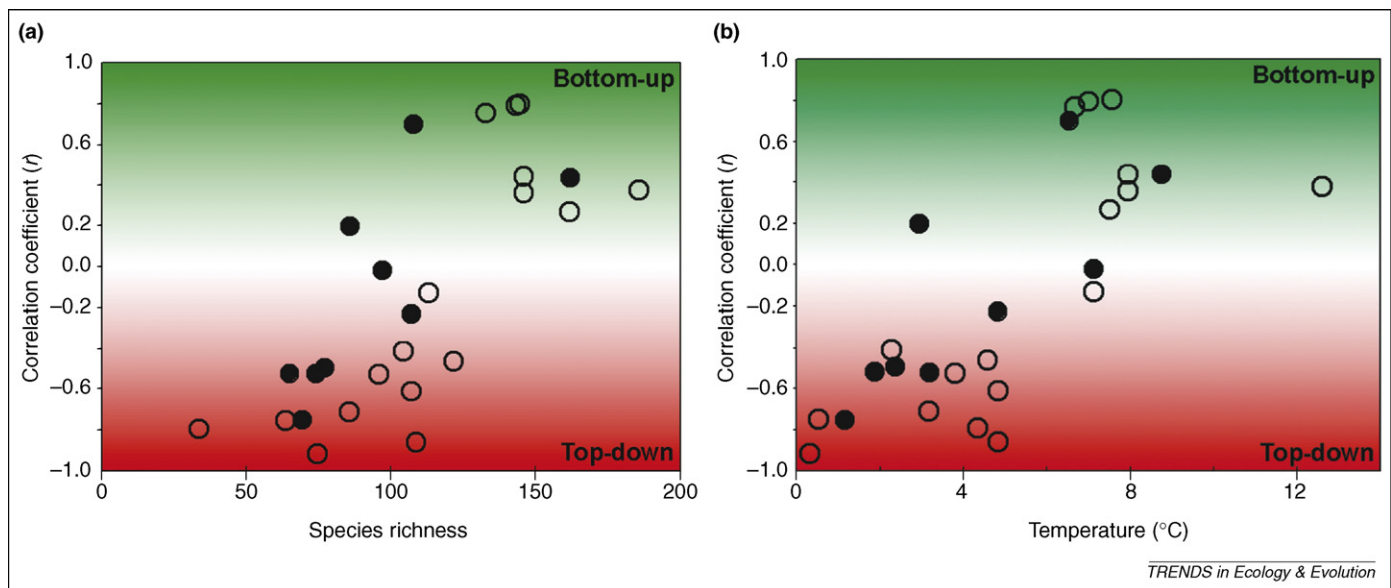 (a)
1.0
0.6
0.2
0.0
−0.2
−0.6
−1.0
Correlation coefficient (r)
Bottom-up
Top-down
0 50 100 150 200
Species richness
(b)
1.0
0.6
0.2
0.0
−0.2
−0.6
−1.0
Correlation coefficient (r)
Bottom-up
Top-down
0 4 8 12
Temperature (°C)
TRENDS in Ecology & Evolution